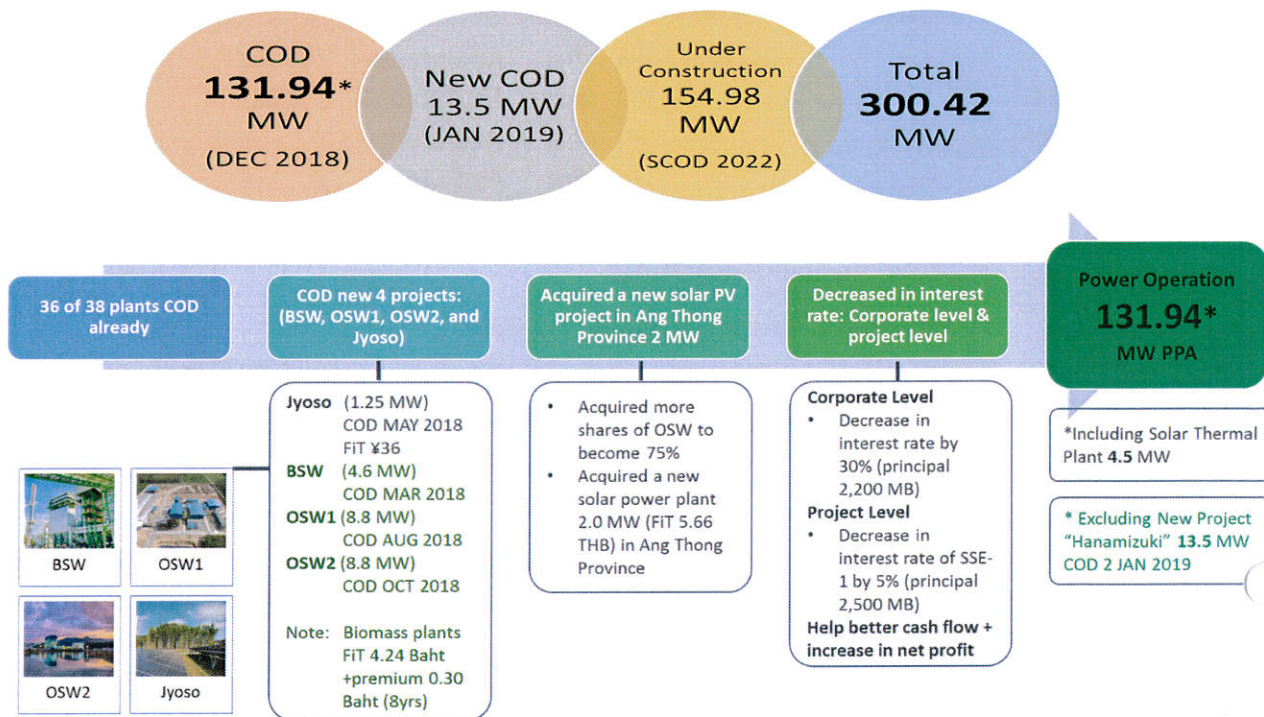 COD
131.94*
MW
(DEC 2018)
New COD
13.5 MW
(JAN 2019)
Under
Construction
154.98
MW
(SCOD 2022)
Total
300.42
MW
36 of 38 plants COD
already
COD new 4 projects:
(BSW, OSW1, OSW2, and
Jyoso)
Acquired a new solar PV
project in Ang Thong
Province 2 MW
Decreased in interest
rate: Corporate level &
project level
Power Operation
131.94*
MW PPA
BSW
OSW1
OSW2
Jyoso
Jyoso (1.25 MW)
COD MAY 2018
FiT ¥36
BSW (4.6 MW)
COD MAR 2018
OSW1 (8.8 MW)
COD AUG 2018
OSW2 (8.8 MW)
COD OCT 2018
Note: Biomass plants
FiT 4.24 Baht
+premium 0.30
Baht (8yrs)
• Acquired more
shares of OSW to
become 75%
• Acquired a new
solar power plant
2.0 MW (FiT 5.66
THB) in Ang Thong
Province
Corporate Level
• Decrease in
interest rate by
30% (principal
2,200 MB)
Project Level
• Decrease in
interest rate of SSE-
1 by 5% (principal
2,500 MB)
Help better cash flow +
increase in net profit
*Including Solar Thermal
Plant 4.5 MW
* Excluding New Project
"Hanamizuki" 13.5 MW
COD 2 JAN 2019